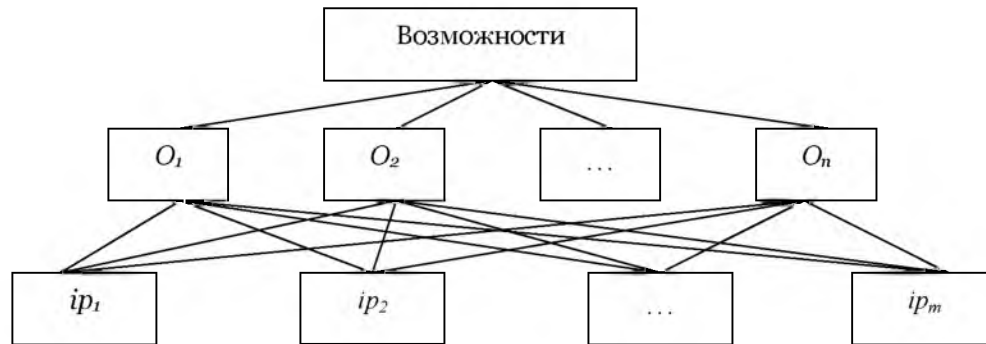 Возможности
O₁ O₂ ... Oₙ
ip₁ ip₂ ... ipₘ